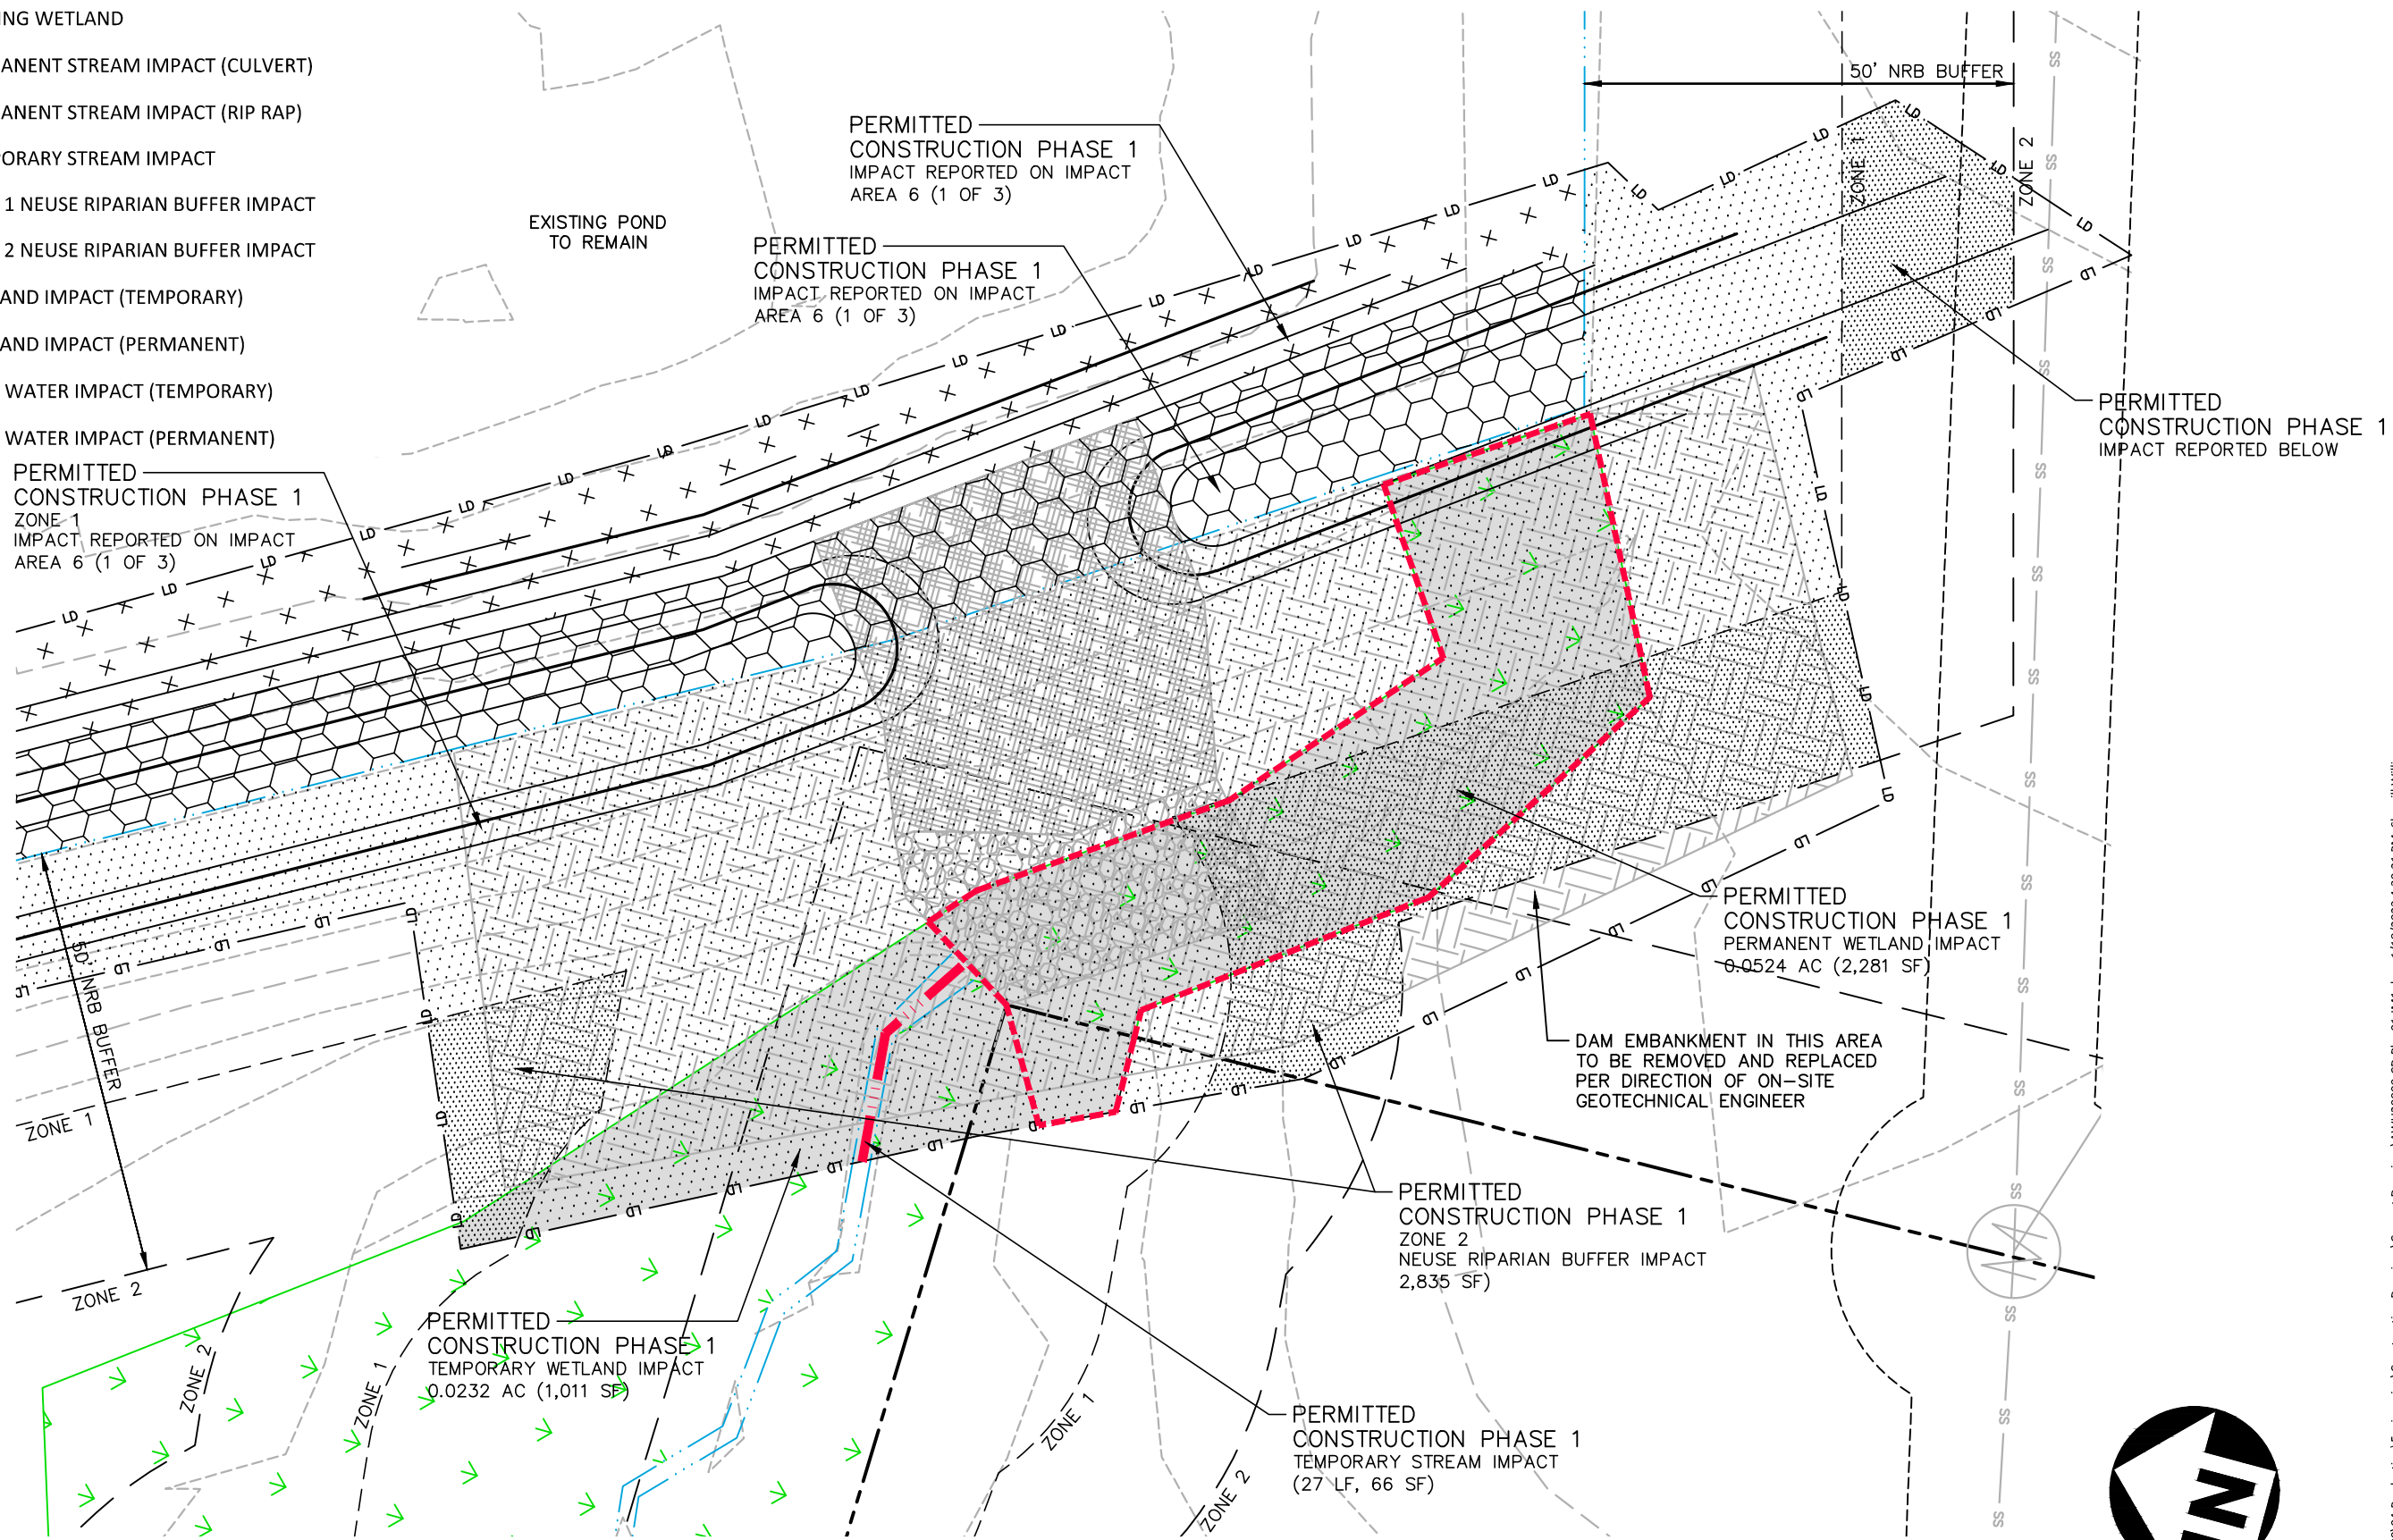 NG WETLAND
ANENT STREAM IMPACT (CULVERT)
ANENT STREAM IMPACT (RIP RAP)
ORARY STREAM IMPACT
1 NEUSE RIPARIAN BUFFER IMPACT
2 NEUSE RIPARIAN BUFFER IMPACT
AND IMPACT (TEMPORARY)
AND IMPACT (PERMANENT)
WATER IMPACT (TEMPORARY)
WATER IMPACT (PERMANENT)
PERMITTED
CONSTRUCTION PHASE 1
ZONE 1
IMPACT REPORTED ON IMPACT
AREA 6 (1 OF 3)
EXISTING POND
TO REMAIN
PERMITTED
CONSTRUCTION PHASE 1
IMPACT REPORTED ON IMPACT
AREA 6 (1 OF 3)
PERMITTED
CONSTRUCTION PHASE 1
IMPACT REPORTED ON IMPACT
AREA 6 (1 OF 3)
50' NRB BUFFER
ZONE 1
ZONE 2
PERMITTED
CONSTRUCTION PHASE 1
IMPACT REPORTED BELOW
PERMITTED
CONSTRUCTION PHASE 1
PERMANENT WETLAND IMPACT
0.0524 AC (2,281 SF)
DAM EMBANKMENT IN THIS AREA
TO BE REMOVED AND REPLACED
PER DIRECTION OF ON-SITE
GEOTECHNICAL ENGINEER
50' NRB BUFFER
ZONE 1
ZONE 2
PERMITTED
CONSTRUCTION PHASE 1
ZONE 2
NEUSE RIPARIAN BUFFER IMPACT
2,835 SF)
PERMITTED
CONSTRUCTION PHASE 1
TEMPORARY WETLAND IMPACT
0.0232 AC (1,011 SF)
ZONE 2
ZONE 1
PERMITTED
CONSTRUCTION PHASE 1
TEMPORARY STREAM IMPACT
(27 LF, 66 SF)
ZONE 1
ZONE 2